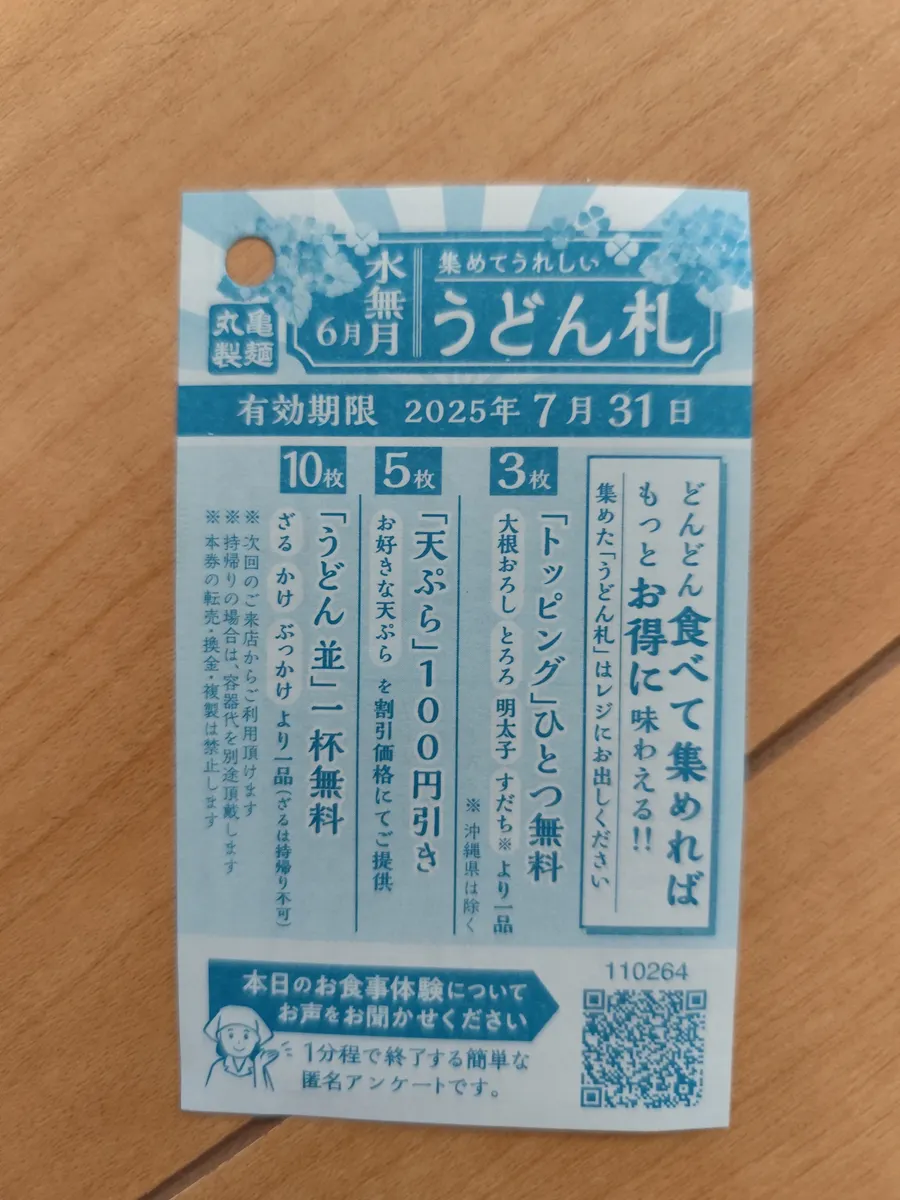 丸亀
製麺
水無月
6月
集めてうれしい
うどん札
有効期限 2025年7月31日
どんどん食べて集めれば
もっとお得に味わえる!!
集めた「うどん札」はレジにお出しください
3枚
「トッピング」ひとつ無料
大根おろし とろろ 明太子 すだち※ より一品
※沖縄県は除く
5枚
「天ぷら」100円引き
お好きな天ぷら を割引価格にてご提供
10枚
「うどん 並」一杯無料
ざる かけ ぶっかけ より一品(ざるは持帰り不可)
※次回のご来店からご利用頂けます
※持帰りの場合は、容器代を別途頂戴します
※本券の転売・換金・複製は禁止します
本日のお食事体験について
お声をお聞かせください
1分程で終了する簡単な
匿名アンケートです。
110264